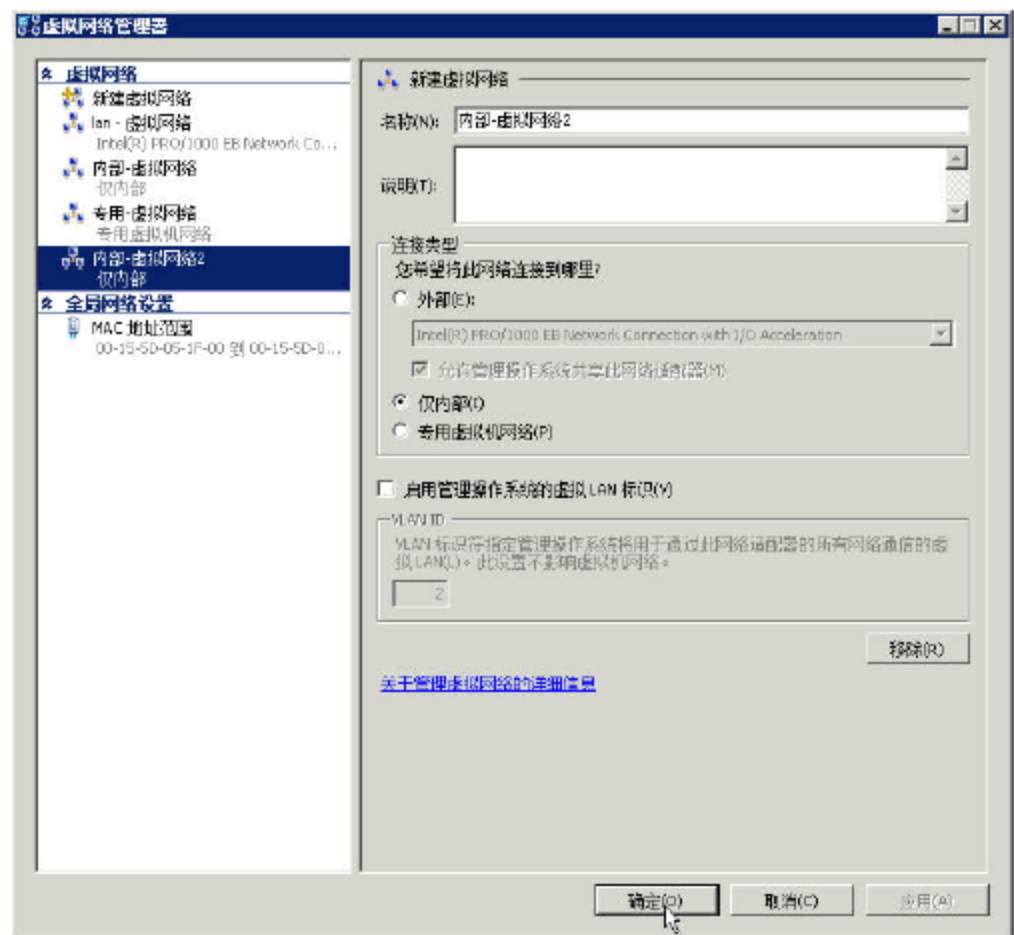 虚拟网络管理器
虚拟网络
新建虚拟网络
lan - 虚拟网络
Intel(R) PRO/1000 EB Network Co...
内部-虚拟网络
仅内部
专用-虚拟网络
专用虚拟机网络
内部-虚拟网络2
仅内部
全局网络设置
MAC 地址范围
00-15-5D-05-1F-00 到 00-15-5D-0...
新建虚拟网络
名称(N): 内部-虚拟网络2
说明(T):
连接类型
您希望将此网络连接到哪里?
外部(E):
Intel(R) PRO/1000 EB Network Connection with I/O Acceleration
允许管理操作系统共享此网络适配器(M)
仅内部(I)
专用虚拟机网络(P)
启用管理操作系统的虚拟 LAN 标识(V)
VLAN ID
VLAN 标识符指定管理操作系统将用于通过此网络适配器的所有网络通信的虚
拟 LAN(L)。此设置不影响虚拟机网络。
2
移除(R)
关于管理虚拟网络的详细信息
确定(O) 取消(C) 应用(A)